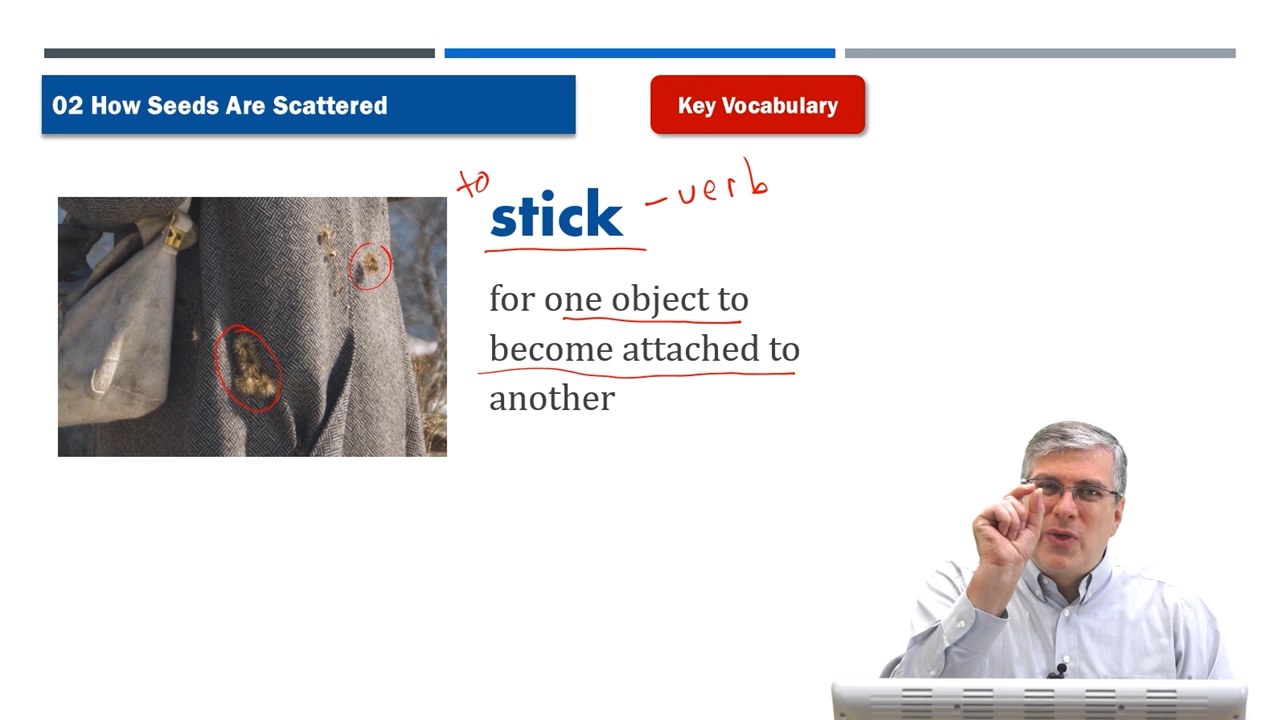 02 How Seeds Are Scattered
Key Vocabulary
to stick – verb
for one object to
become attached to
another